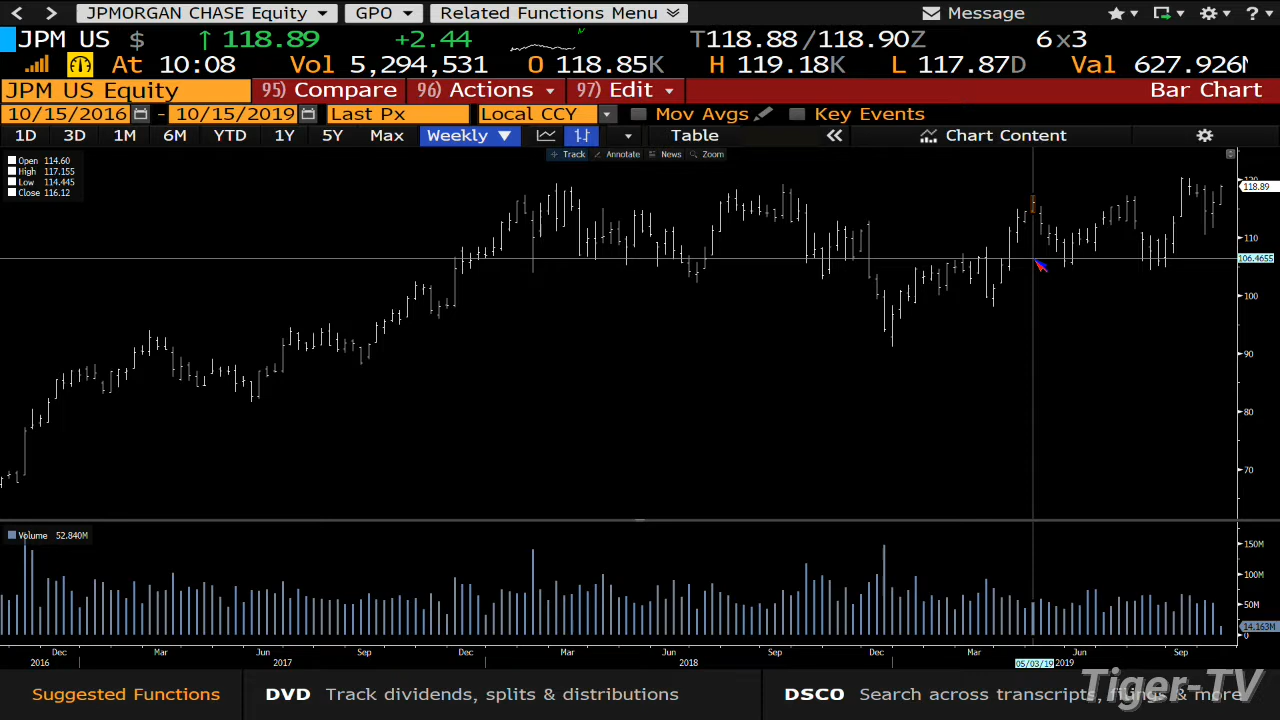 JPMORGAN CHASE Equity GPO Related Functions Menu Message ?
JPM US $ ↑ 118.89 +2.44 T118.88/118.90Z 6x3
At 10:08 Vol 5,294,531 O 118.85K H 119.18K L 117.87D Val 627.926M
JPM US Equity 95) Compare 96) Actions 97) Edit Bar Chart
10/15/2016 - 10/15/2019 Last Px Local CCY Mov Avgs Key Events
1D 3D 1M 6M YTD 1Y 5Y Max Weekly ▼ Table « Chart Content
Track Annotate News Zoom
Open 114.60
High 117.155
Low 114.445
Close 116.12
120
118.89
110
106.4655
100
90
80
70
Volume 52.840M
150M
100M
50M
14.163M
0
Dec Mar Jun Sep Dec Mar Jun Sep Dec Mar Jun Sep
2016 2017 2018 05/03/19 2019
Suggested Functions DVD Track dividends, splits & distributions DSCO Search across transcripts, filings & more
Tiger-TV